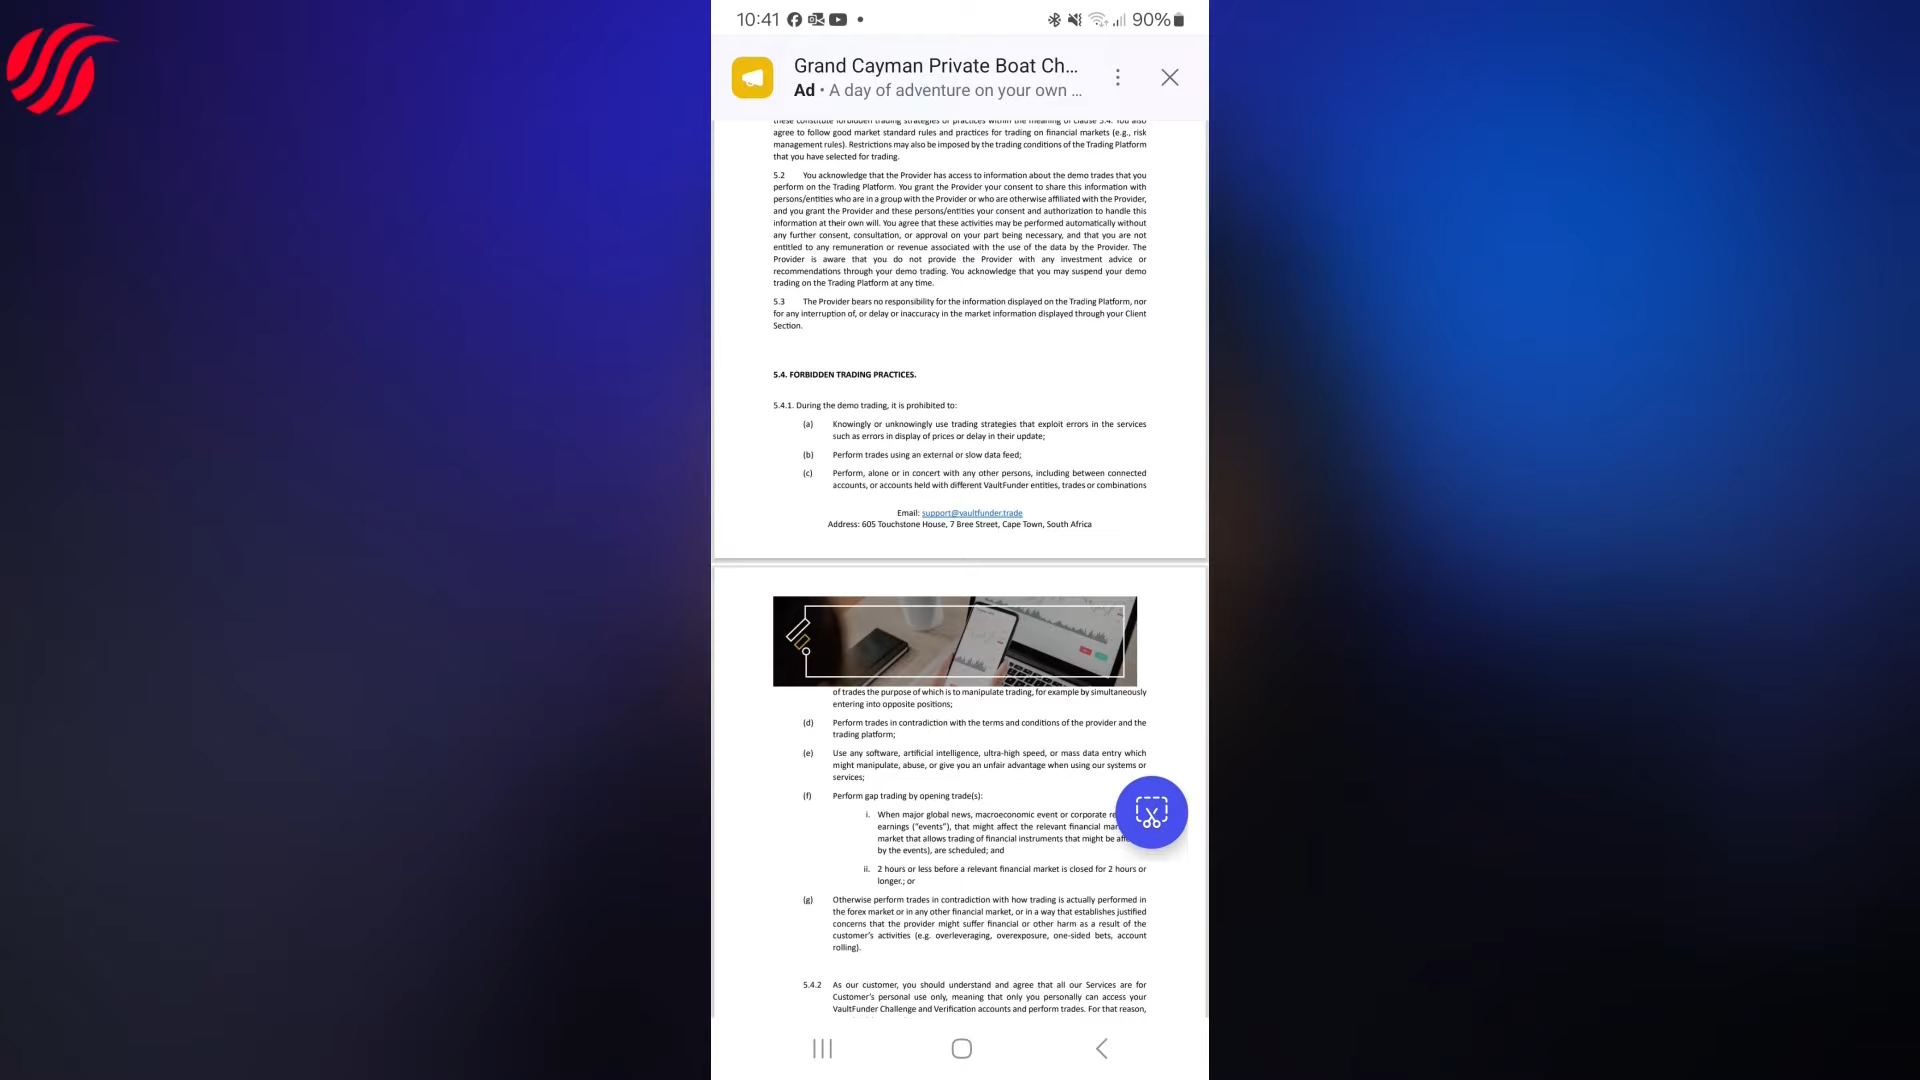 10:41
90%
Grand Cayman Private Boat Ch...
Ad • A day of adventure on your own ...
these constitute forbidden trading strategies or practices within the meaning of clause 5.4. You also
agree to follow good market standard rules and practices for trading on financial markets (e.g., risk
management rules). Restrictions may also be imposed by the trading conditions of the Trading Platform
that you have selected for trading.
5.2 You acknowledge that the Provider has access to information about the demo trades that you
perform on the Trading Platform. You grant the Provider your consent to share this information with
persons/entities who are in a group with the Provider or who are otherwise affiliated with the Provider,
and you grant the Provider and these persons/entities your consent and authorization to handle this
information at their own will. You agree that these activities may be performed automatically without
any further consent, consultation, or approval on your part being necessary, and that you are not
entitled to any remuneration or revenue associated with the use of the data by the Provider. The
Provider is aware that you do not provide the Provider with any investment advice or
recommendations through your demo trading. You acknowledge that you may suspend your demo
trading on the Trading Platform at any time.
5.3 The Provider bears no responsibility for the information displayed on the Trading Platform, nor
for any interruption of, or delay or inaccuracy in the market information displayed through your Client
Section.
5.4. FORBIDDEN TRADING PRACTICES.
5.4.1. During the demo trading, it is prohibited to:
(a) Knowingly or unknowingly use trading strategies that exploit errors in the services
such as errors in display of prices or delay in their update;
(b) Perform trades using an external or slow data feed;
(c) Perform, alone or in concert with any other persons, including between connected
accounts, or accounts held with different VaultFunder entities, trades or combinations
Email: support@vaultfunder.trade
Address: 605 Touchstone House, 7 Bree Street, Cape Town, South Africa
of trades the purpose of which is to manipulate trading, for example by simultaneously
entering into opposite positions;
(d) Perform trades in contradiction with the terms and conditions of the provider and the
trading platform;
(e) Use any software, artificial intelligence, ultra-high speed, or mass data entry which
might manipulate, abuse, or give you an unfair advantage when using our systems or
services;
(f) Perform gap trading by opening trade(s):
i. When major global news, macroeconomic event or corporate
earnings ("events"), that might affect the relevant financial
market that allows trading of financial instruments that might be
by the events), are scheduled; and
ii. 2 hours or less before a relevant financial market is closed for 2 hours or
longer.; or
(g) Otherwise perform trades in contradiction with how trading is actually performed in
the forex market or in any other financial market, or in a way that establishes justified
concerns that the provider might suffer financial or other harm as a result of the
customer's activities (e.g. overleveraging, overexposure, one-sided bets, account
rolling).
5.4.2 As our customer, you should understand and agree that all our Services are for
Customer's personal use only, meaning that only you personally can access your
VaultFunder Challenge and Verification accounts and perform trades. For that reason,